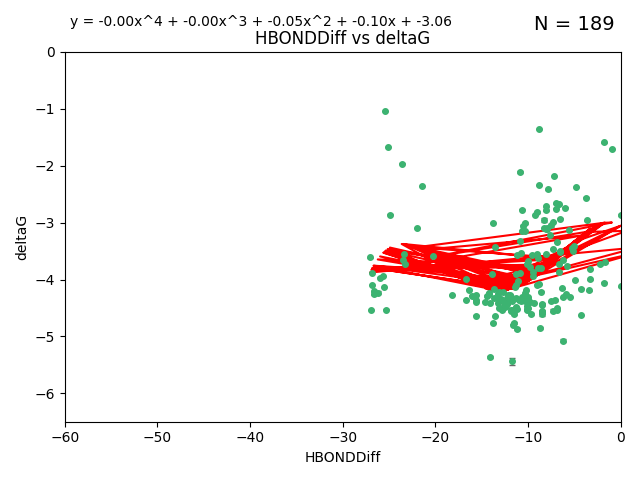 y = -0.00x^4 + -0.00x^3 + -0.05x^2 + -0.10x + -3.06
N = 189
HBONDDiff vs deltaG
0
−1
−2
−3
−4
−5
−6
deltaG
−60
−50
−40
−30
−20
−10
0
HBONDDiff